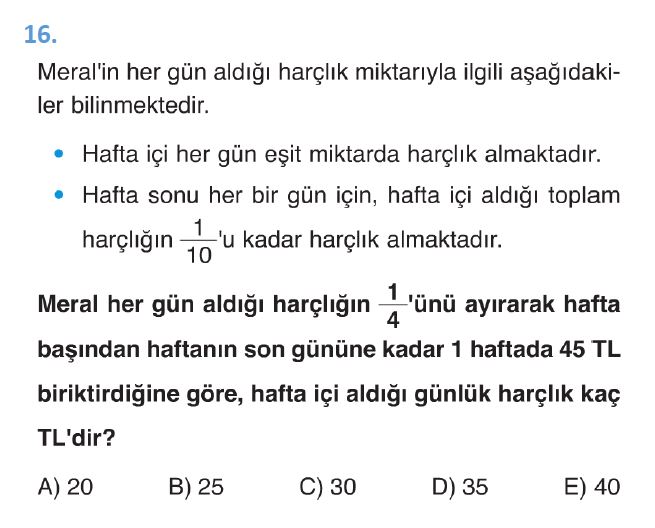 16.
Meral'in her gün aldığı harçlık miktarıyla ilgili aşağıdaki-
ler bilinmektedir.
• Hafta içi her gün eşit miktarda harçlık almaktadır.
• Hafta sonu her bir gün için, hafta içi aldığı toplam
harçlığın 1/10'u kadar harçlık almaktadır.
Meral her gün aldığı harçlığın 1/4'ünü ayırarak hafta
başından haftanın son gününe kadar 1 haftada 45 TL
biriktirdiğine göre, hafta içi aldığı günlük harçlık kaç
TL'dir?
A) 20 B) 25 C) 30 D) 35 E) 40